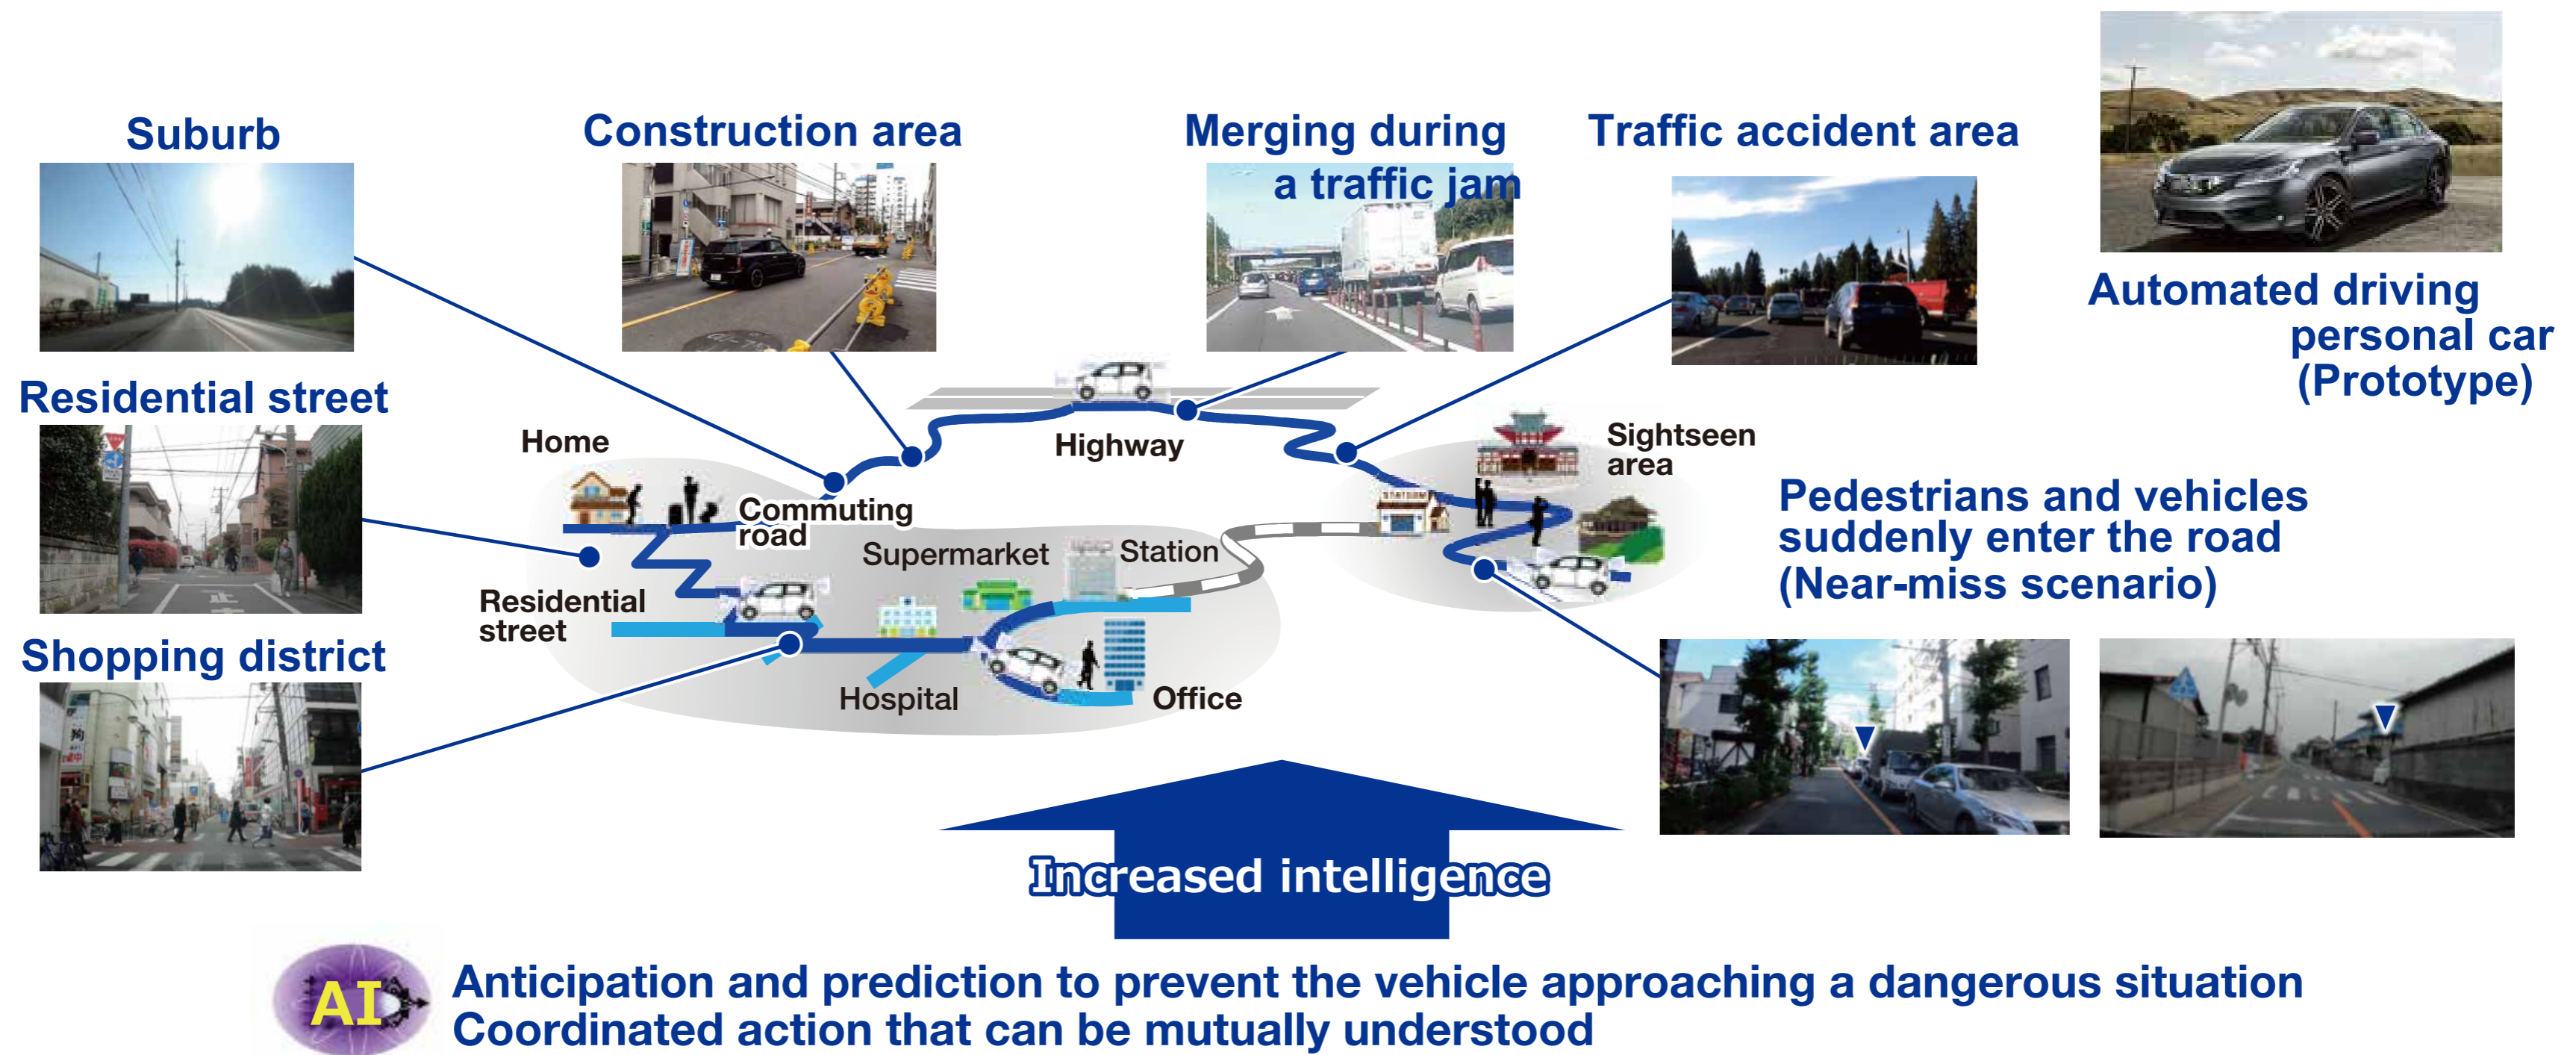 Suburb
Construction area
Merging during
a traffic jam
Traffic accident area
Automated driving
personal car
(Prototype)
Residential street
Home
Highway
Sightseen
area
STATION
Commuting
road
Supermarket
Station
Pedestrians and vehicles
suddenly enter the road
(Near-miss scenario)
Residential
street
Shopping district
Hospital
Office
Increased intelligence
AI
Anticipation and prediction to prevent the vehicle approaching a dangerous situation
Coordinated action that can be mutually understood